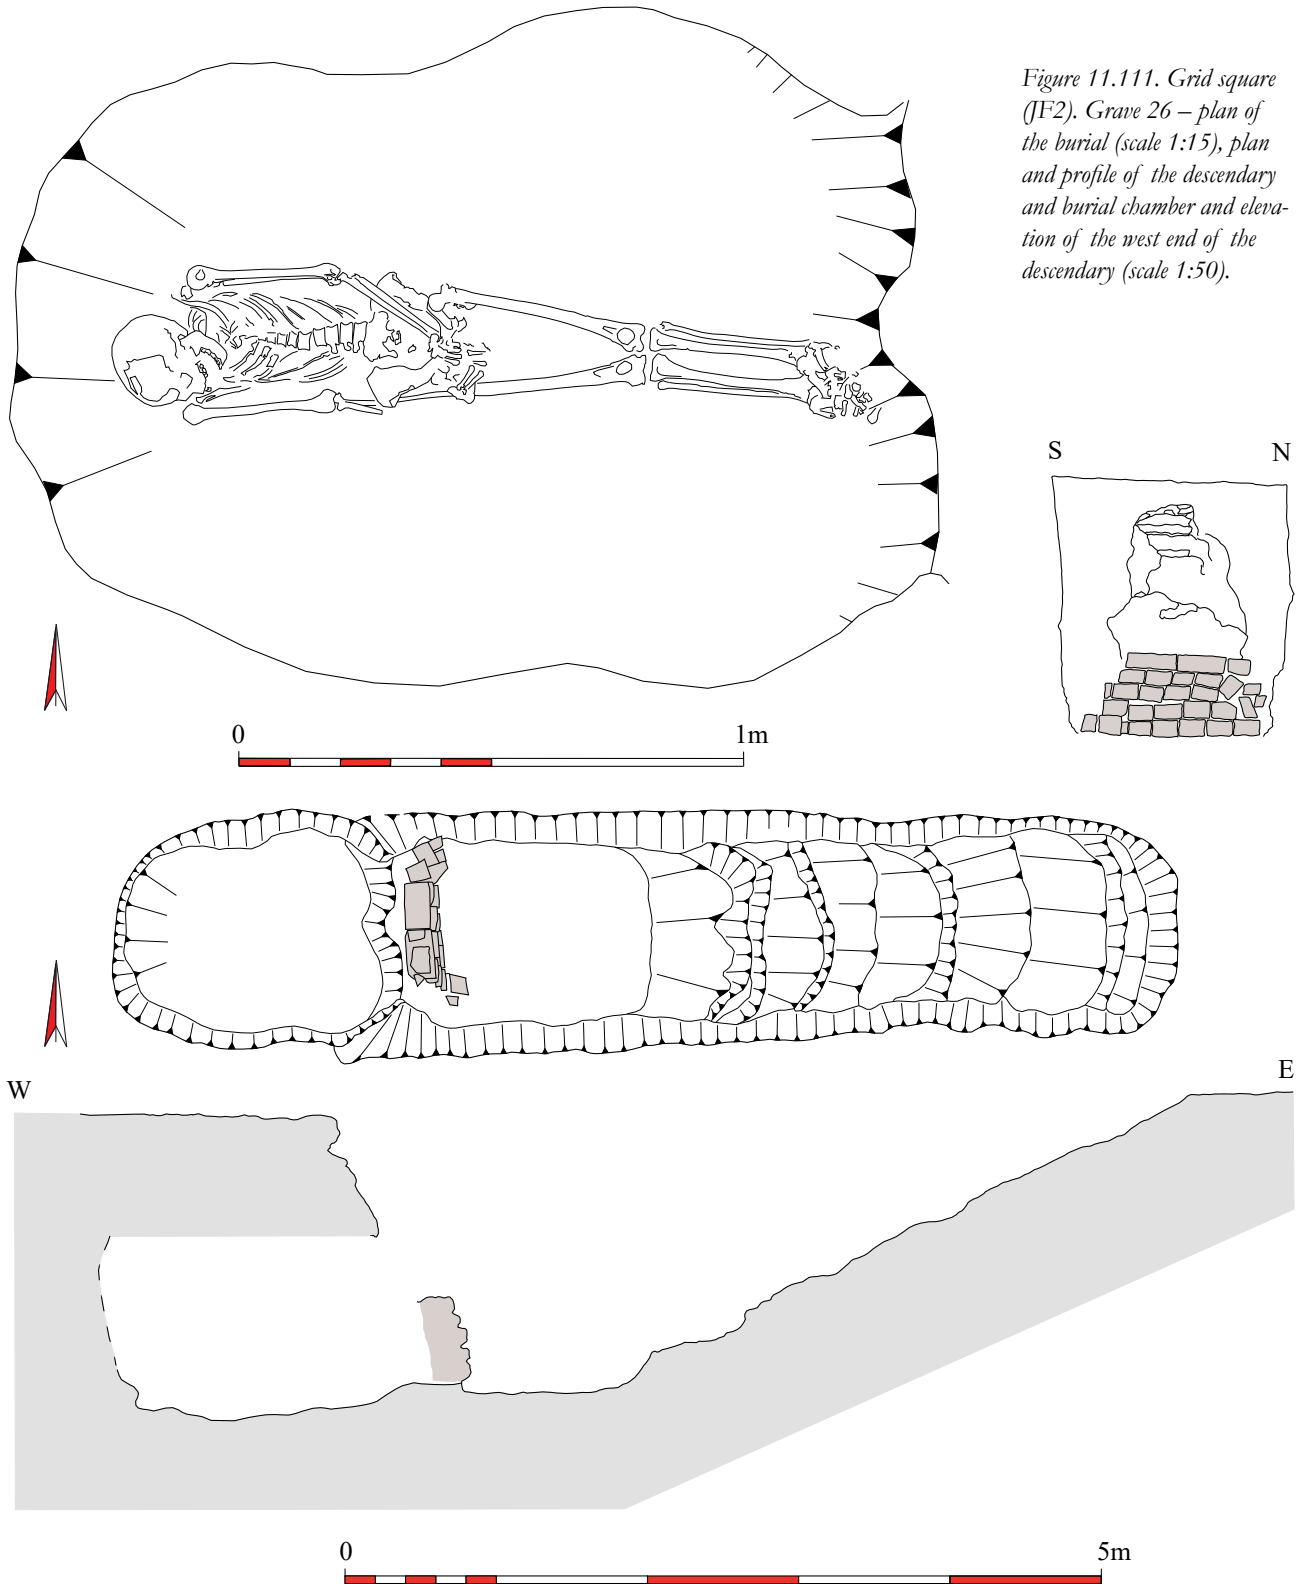 Figure 11.111. Grid square
(JF2). Grave 26 – plan of
the burial (scale 1:15), plan
and profile of the descendary
and burial chamber and eleva-
tion of the west end of the
descendary (scale 1:50).
S N
0 1m
W E
0 5m